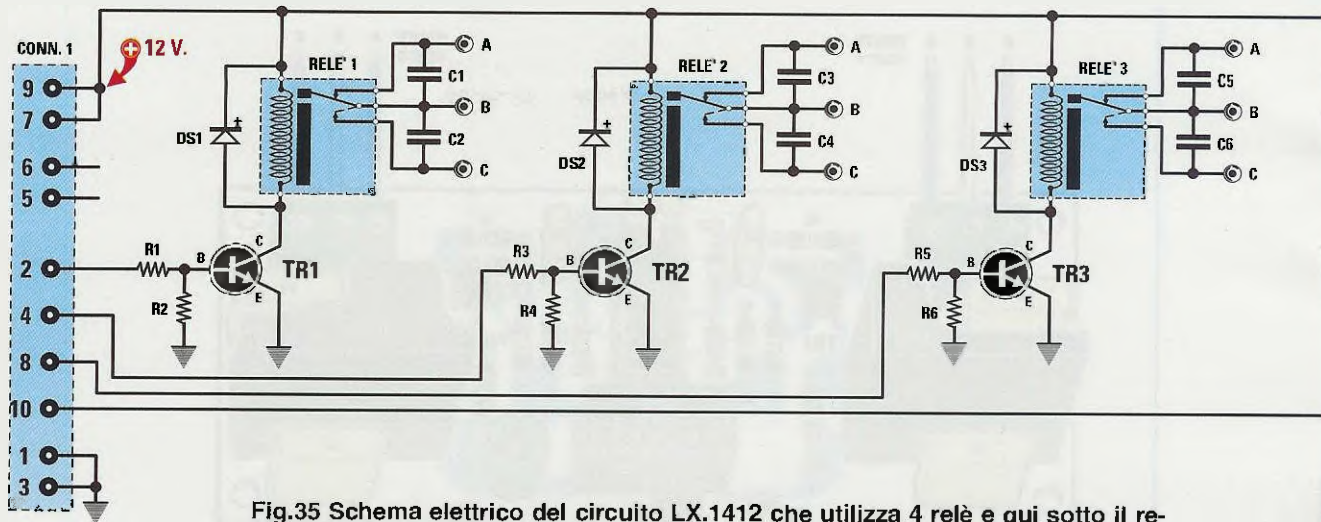 CONN. 1
+ 12 V.
9
7
6
5
2
4
8
10
1
3
DS1
RELE' 1
A
C1
B
C2
C
R1
R2
B
C
E
TR1
DS2
RELE' 2
A
C3
B
C4
C
R3
R4
B
C
E
TR2
DS3
RELE' 3
A
C5
B
C6
C
R5
R6
B
C
E
TR3
Fig.35 Schema elettrico del circuito LX.1412 che utilizza 4 relè e qui sotto il re-